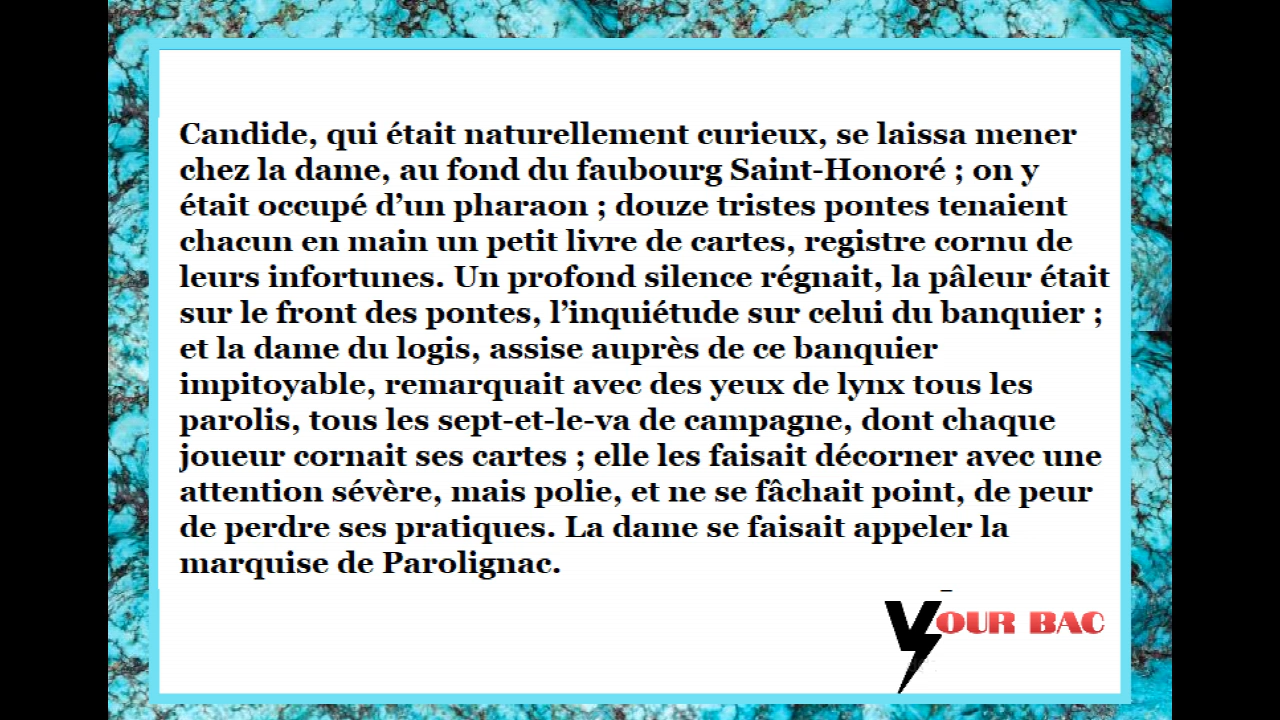 Candide, qui était naturellement curieux, se laissa mener
chez la dame, au fond du faubourg Saint-Honoré ; on y
était occupé d’un pharaon ; douze tristes pontes tenaient
chacun en main un petit livre de cartes, registre cornu de
leurs infortunes. Un profond silence régnait, la pâleur était
sur le front des pontes, l’inquiétude sur celui du banquier ;
et la dame du logis, assise auprès de ce banquier
impitoyable, remarquait avec des yeux de lynx tous les
parolis, tous les sept-et-le-va de campagne, dont chaque
joueur cornait ses cartes ; elle les faisait décorner avec une
attention sévère, mais polie, et ne se fâchait point, de peur
de perdre ses pratiques. La dame se faisait appeler la
marquise de Parolignac.
YOUR BAC